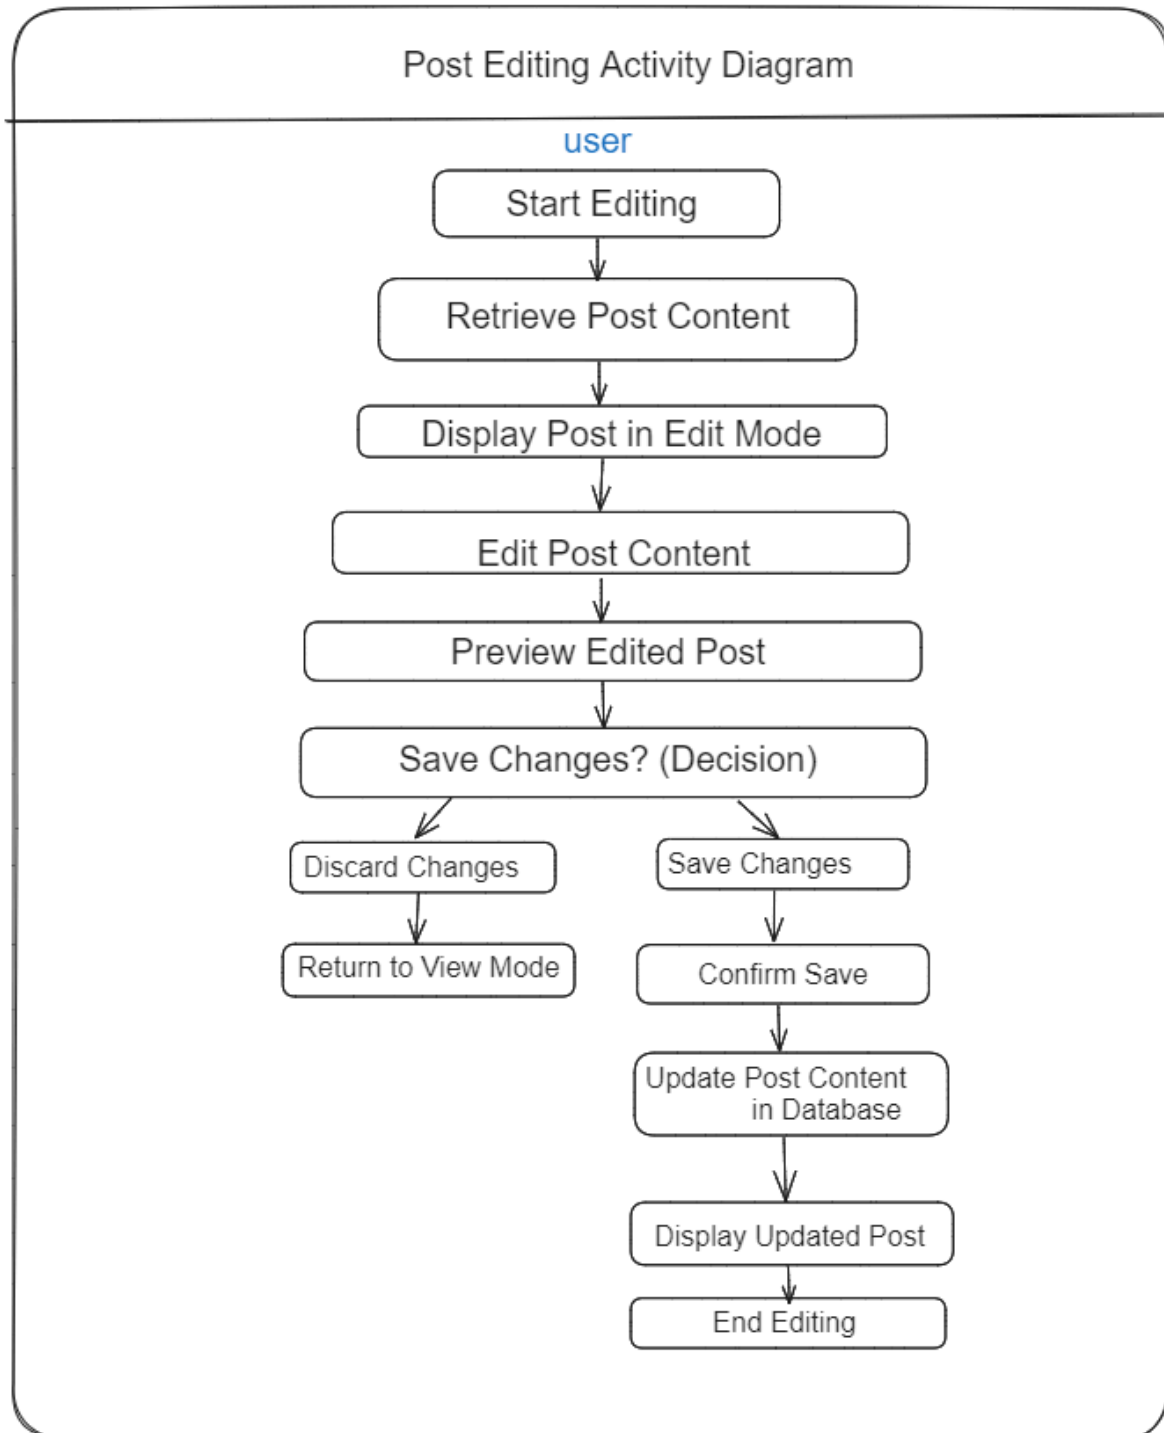 Post Editing Activity Diagram
user
Start Editing
Retrieve Post Content
Display Post in Edit Mode
Edit Post Content
Preview Edited Post
Save Changes? (Decision)
Discard Changes
Save Changes
Return to View Mode
Confirm Save
Update Post Content
in Database
Display Updated Post
End Editing